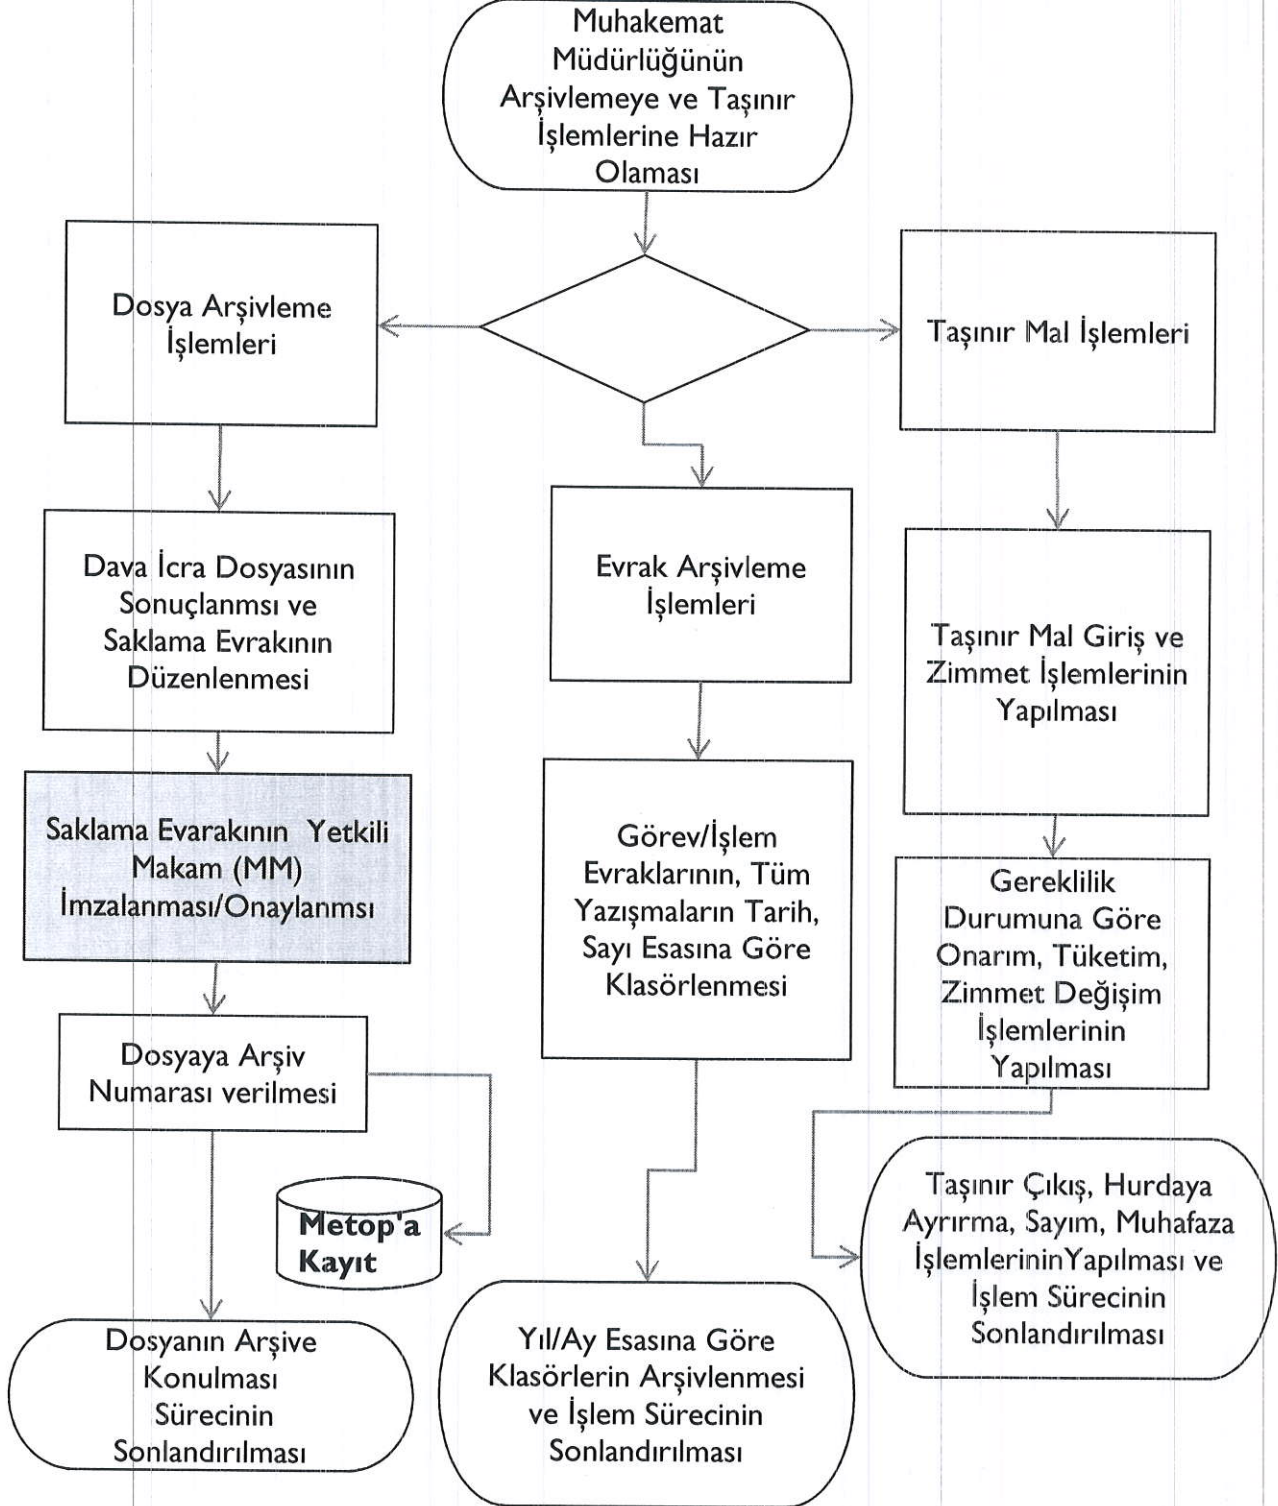 Muhakemat
Müdürlüğünün
Arşivlemeye ve Taşınır
İşlemlerine Hazır
Olaması
Dosya Arşivleme
İşlemleri
Taşınır Mal İşlemleri
Dava İcra Dosyasının
Sonuçlanmsı ve
Saklama Evrakının
Düzenlenmesi
Evrak Arşivleme
İşlemleri
Taşınır Mal Giriş ve
Zimmet İşlemlerinin
Yapılması
Saklama Evarakının Yetkili
Makam (MM)
İmzalanması/Onaylanmsı
Görev/İşlem
Evraklarının, Tüm
Yazışmaların Tarih,
Sayı Esasına Göre
Klasörlenmesi
Gereklilik
Durumuna Göre
Onarım, Tüketim,
Zimmet Değişim
İşlemlerinin
Yapılması
Dosyaya Arşiv
Numarası verilmesi
Metop'a
Kayıt
Taşınır Çıkış, Hurdaya
Ayrırma, Sayım, Muhafaza
İşlemlerininYapılması ve
İşlem Sürecinin
Sonlandırılması
Dosyanın Arşive
Konulması
Sürecinin
Sonlandırılması
Yıl/Ay Esasına Göre
Klasörlerin Arşivlenmesi
ve İşlem Sürecinin
Sonlandırılması